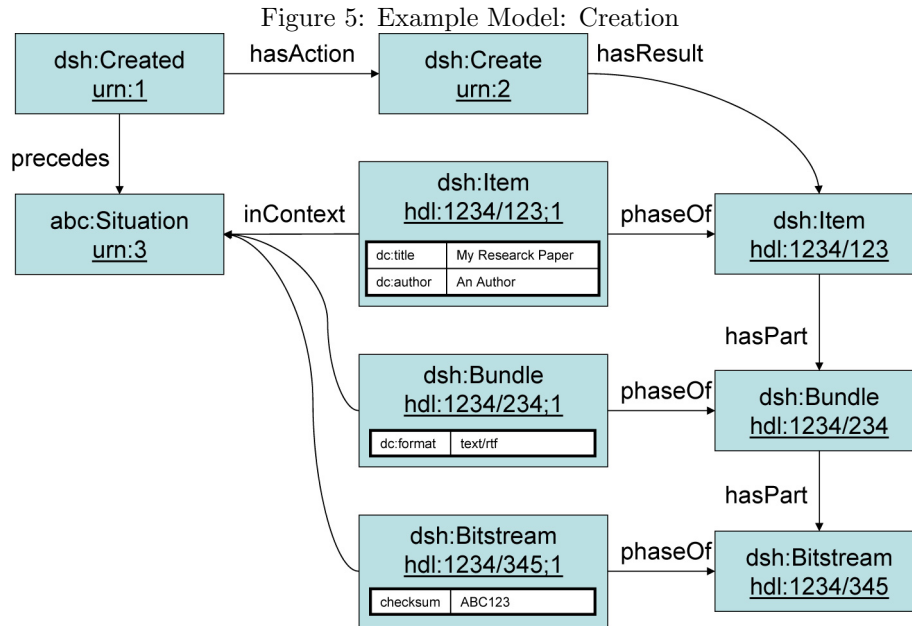 Figure 5: Example Model: Creation
dsh:Created
urn:1
hasAction
dsh:Create
urn:2
hasResult
precedes
abc:Situation
urn:3
inContext
dsh:Item
hdl:1234/123;1
dc:title My Researck Paper
dc:author An Author
phaseOf
dsh:Item
hdl:1234/123
hasPart
dsh:Bundle
hdl:1234/234;1
dc:format text/rtf
phaseOf
dsh:Bundle
hdl:1234/234
hasPart
dsh:Bitstream
hdl:1234/345;1
checksum ABC123
phaseOf
dsh:Bitstream
hdl:1234/345